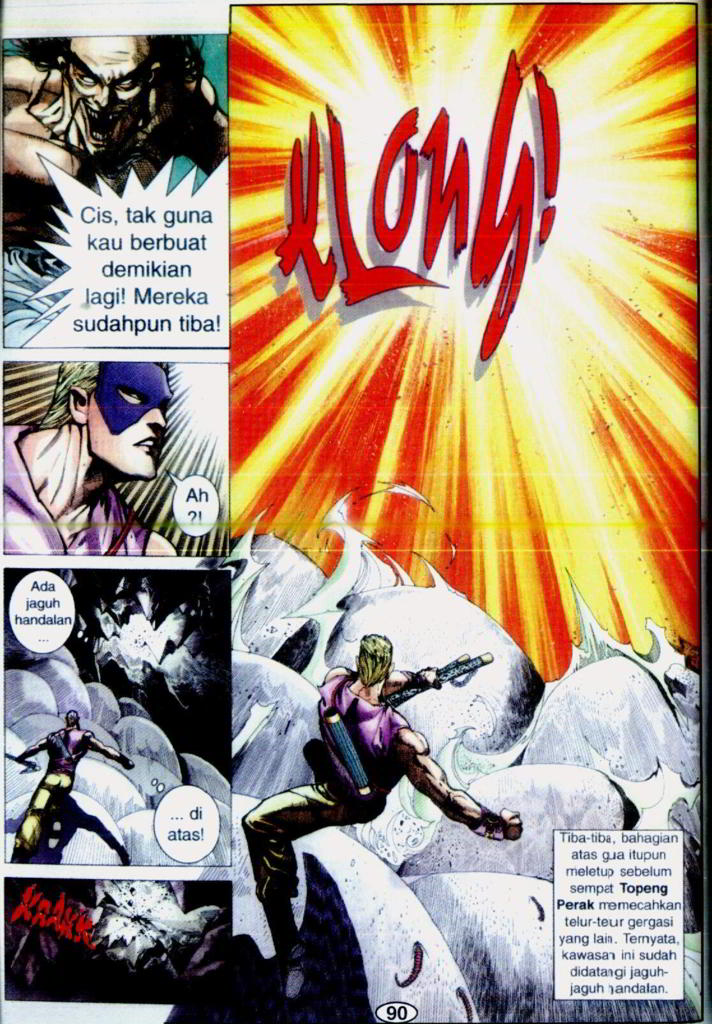 Cis, tak guna
kau berbuat
demikian
lagi! Mereka
sudahpun tiba!
Ah
?!
Ada
jaguh
handalan
...
... di
atas!
KRAKK
KLONG!
Tiba-tiba, bahagian
atas gua itupun
meletup sebelum
sempat Topeng
Perak memecahkan
telur-telur gergasi
yang lain. Ternyata,
kawasan ini sudah
didatangi jaguh-
jaguh handalan.
90